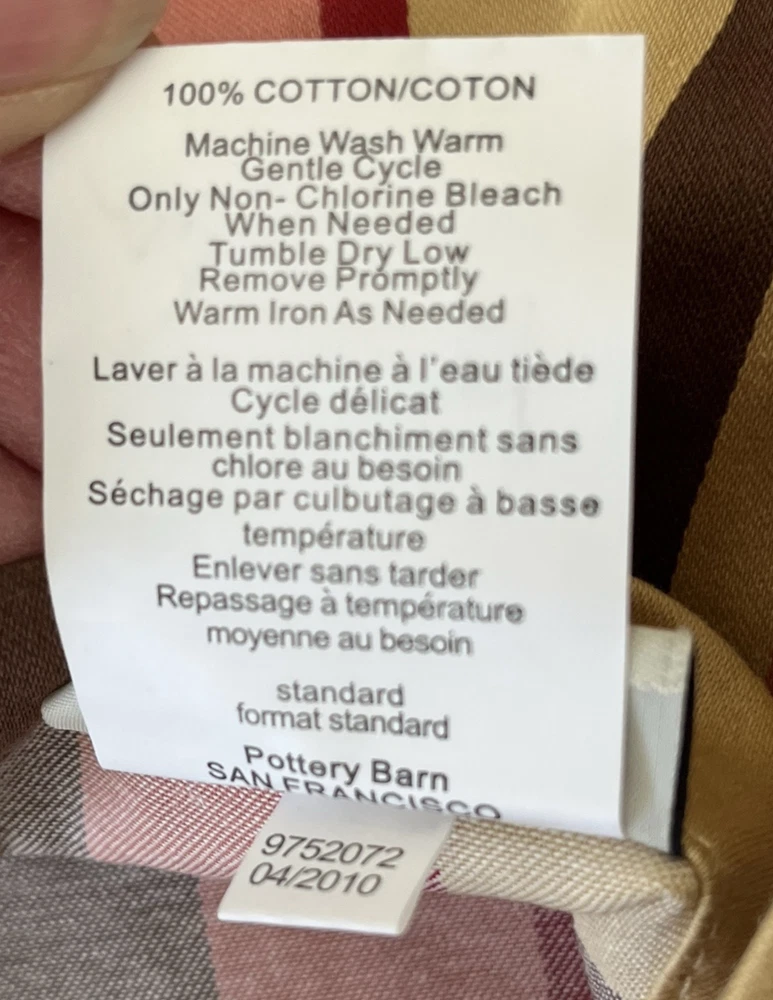 100% COTTON/COTON
Machine Wash Warm
Gentle Cycle
Only Non- Chlorine Bleach
When Needed
Tumble Dry Low
Remove Promptly
Warm Iron As Needed
Laver à la machine à l'eau tiède
Cycle délicat
Seulement blanchiment sans
chlore au besoin
Séchage par culbutage à basse
température
Enlever sans tarder
Repassage à température
moyenne au besoin
standard
format standard
Pottery Barn
SAN FRANCISCO
9752072
04/2010